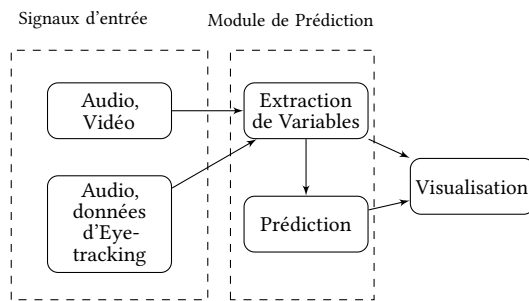 Signaux d'entrée
Module de Prédiction
Audio,
Vidéo
Extraction
de Variables
Audio,
données
d'Eye-
tracking
Prédiction
Visualisation